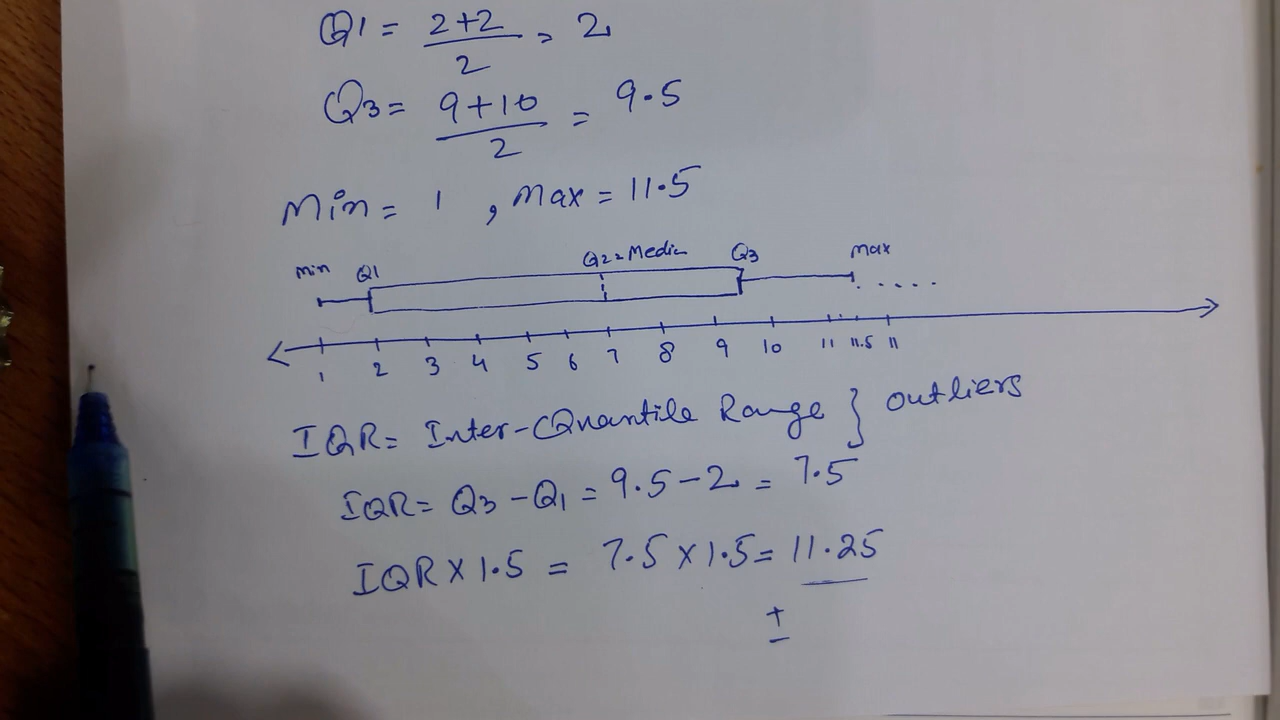 Q1 = 2+2 / 2 = 2
Q3 = 9+10 / 2 = 9.5
Min = 1 , Max = 11.5
min Q1 Q2=Media Q3 max
1 2 3 4 5 6 7 8 9 10 11 11.5 11
IQR = Inter-Quantile Range } outliers
IQR = Q3 - Q1 = 9.5 - 2 = 7.5
IQR X 1.5 = 7.5 X 1.5 = 11.25
±